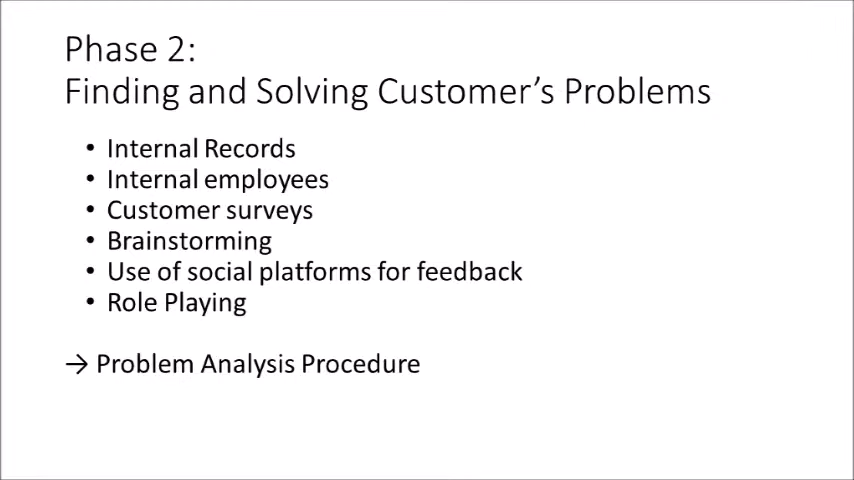 Phase 2:
Finding and Solving Customer’s Problems
• Internal Records
• Internal employees
• Customer surveys
• Brainstorming
• Use of social platforms for feedback
• Role Playing
→ Problem Analysis Procedure